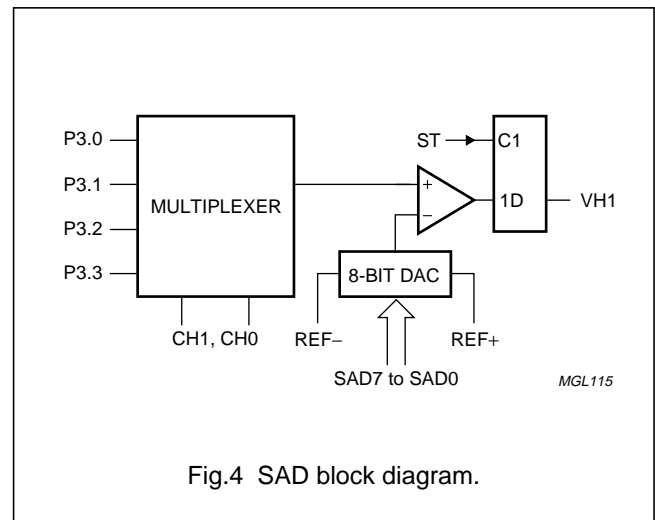 P3.0
P3.1
P3.2
P3.3
MULTIPLEXER
CH1, CH0
ST
C1
1D
VH1
+
−
8-BIT DAC
REF−
REF+
SAD7 to SAD0
MGL115
Fig.4 SAD block diagram.